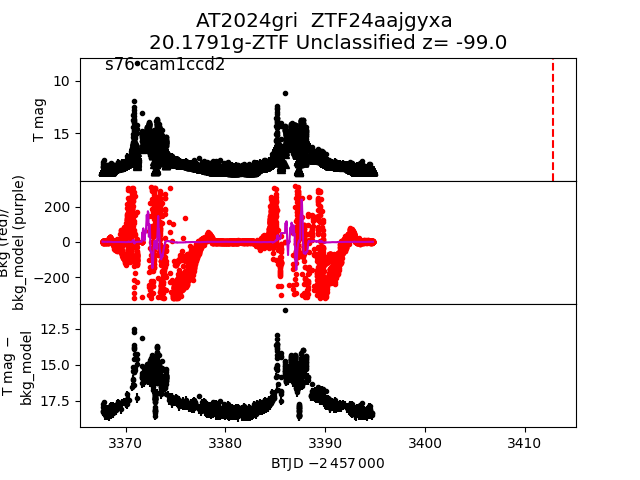 AT2024gri  ZTF24aajgyxa
20.1791g-ZTF Unclassified z= -99.0
s76 cam1ccd2
T mag
10
15
Bkg (red)/
bkg_model (purple)
200
0
−200
T mag −
bkg_model
12.5
15.0
17.5
3370 3380 3390 3400 3410
BTJD −2 457 000